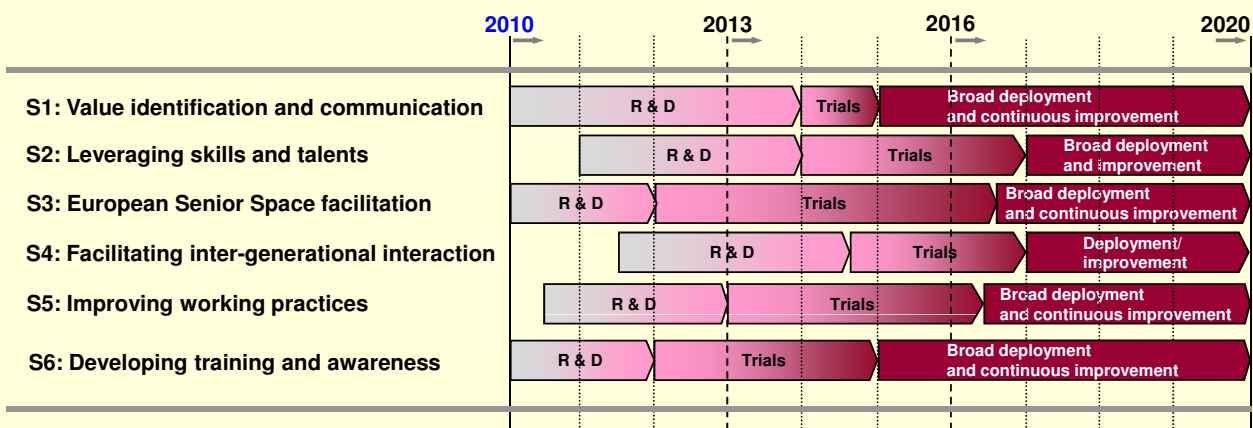 2010 2013 2016 2020
S1: Value identification and communication R & D Trials Broad deployment
and continuous improvement
S2: Leveraging skills and talents R & D Trials Broad deployment
and improvement
S3: European Senior Space facilitation R & D Trials Broad deployment
and continuous improvement
S4: Facilitating inter-generational interaction R & D Trials Deployment/
improvement
S5: Improving working practices R & D Trials Broad deployment
and continuous improvement
S6: Developing training and awareness R & D Trials Broad deployment
and continuous improvement